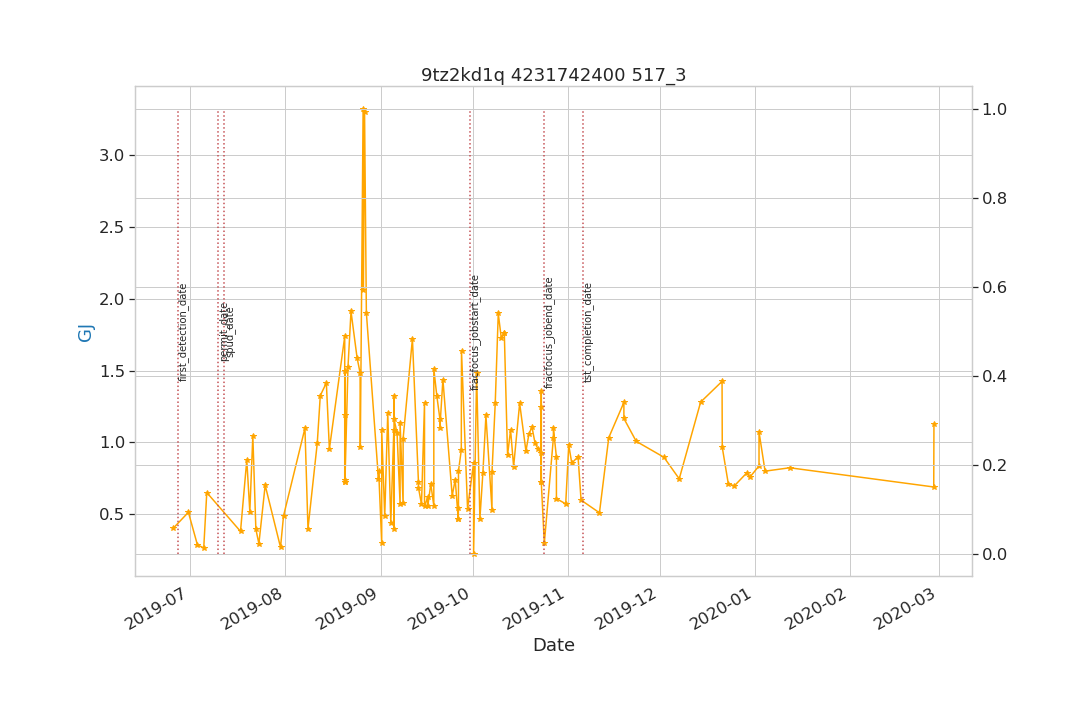 9tz2kd1q 4231742400 517_3
GJ
3.0
2.5
2.0
1.5
1.0
0.5
1.0
0.8
0.6
0.4
0.2
0.0
first_detection_date
permit_date
spud_date
fracfocus_jobstart_date
fracfocus_jobend_date
tst_completion_date
2019-07
2019-08
2019-09
2019-10
2019-11
2019-12
2020-01
2020-02
2020-03
Date